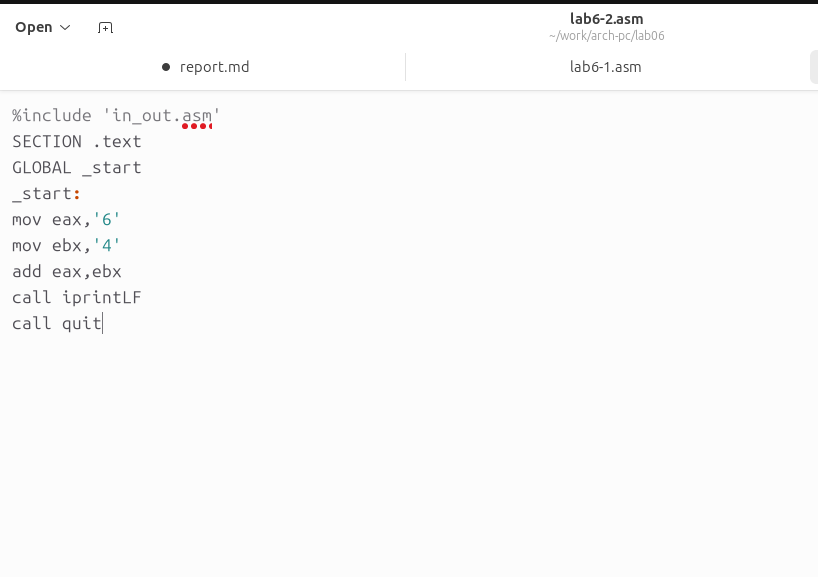 Open
lab6-2.asm
~/work/arch-pc/lab06
report.md
lab6-1.asm
%include 'in_out.asm'
SECTION .text
GLOBAL _start
_start:
mov eax,'6'
mov ebx,'4'
add eax,ebx
call iprintLF
call quit